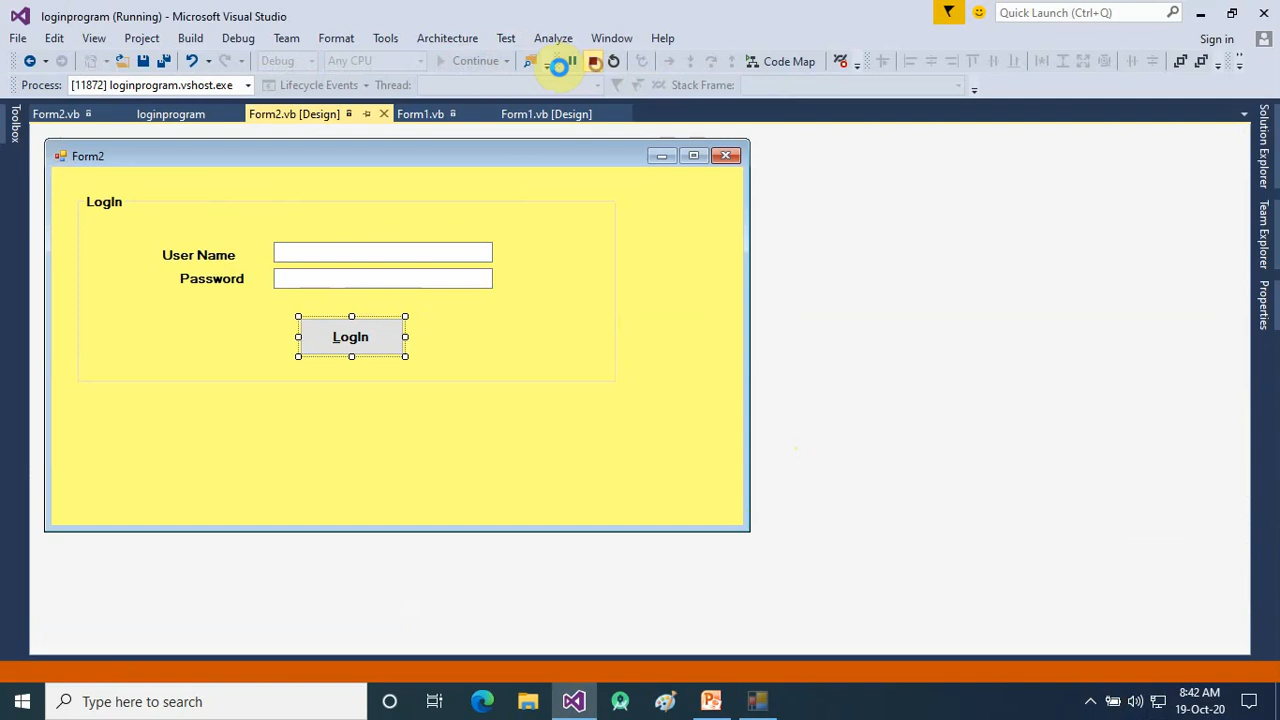 loginprogram (Running) - Microsoft Visual Studio
Quick Launch (Ctrl+Q)
File Edit View Project Build Debug Team Format Tools Architecture Test Analyze Window Help
Sign in
Debug Any CPU Continue Code Map
Process: [11872] loginprogram.vshost.exe Lifecycle Events Thread: Stack Frame:
Form2.vb loginprogram Form2.vb [Design] Form1.vb Form1.vb [Design]
Toolbox
Solution Explorer
Team Explorer
Properties
Form2
LogIn
User Name
Password
LogIn
Type here to search
8:42 AM
19-Oct-20